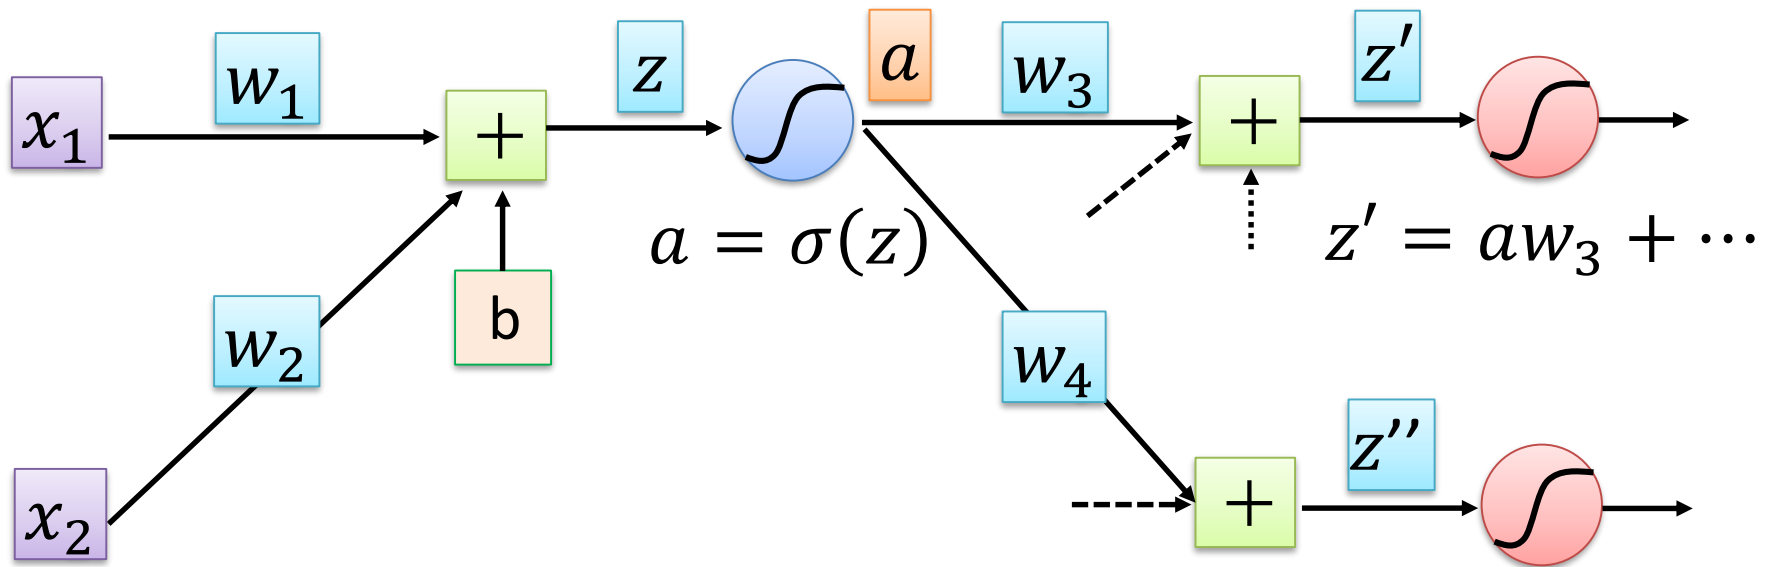 x₁
w₁
+
z
a
w₃
+
z′
a = σ(z)
z′ = aw₃ + ⋯
x₂
w₂
b
w₄
+
z′′